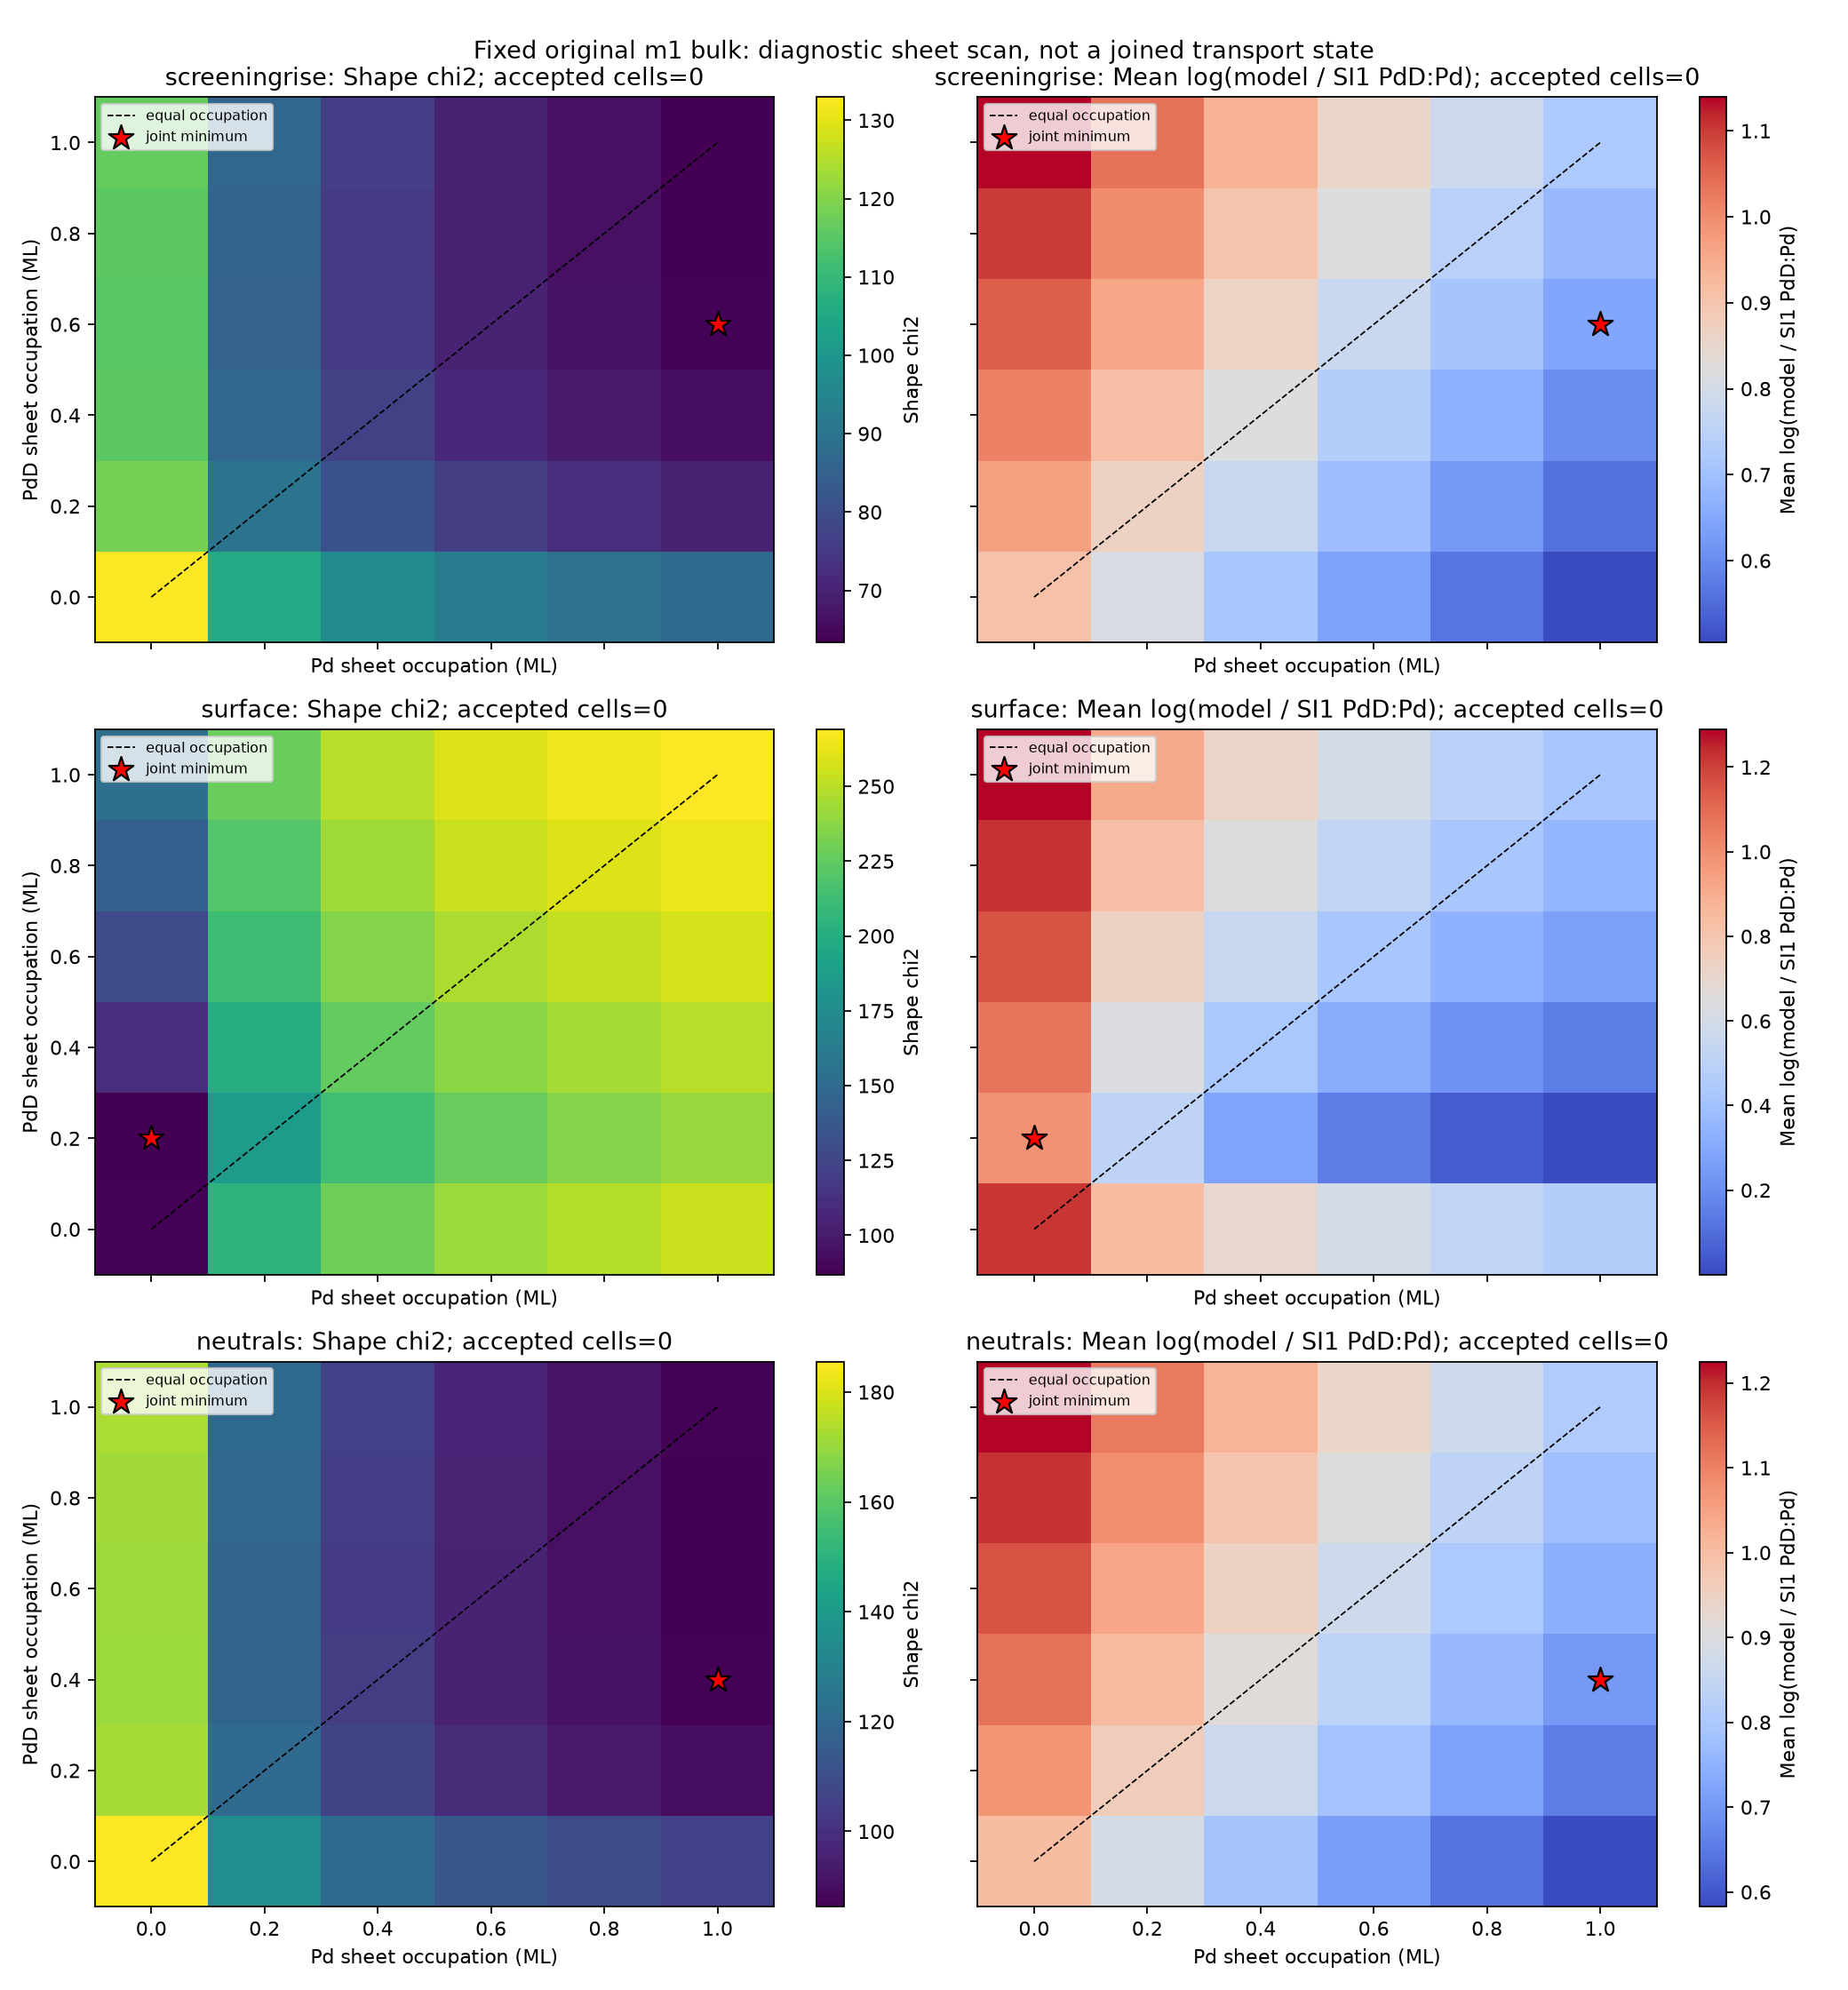 Fixed original m1 bulk: diagnostic sheet scan, not a joined transport state
screeningrise: Shape chi2; accepted cells=0
equal occupation
joint minimum
1.0
0.8
0.6
0.4
0.2
0.0
PdD sheet occupation (ML)
Pd sheet occupation (ML)
130
120
110
100
90
80
70
Shape chi2
screeningrise: Mean log(model / SI1 PdD:Pd); accepted cells=0
equal occupation
joint minimum
Pd sheet occupation (ML)
1.1
1.0
0.9
0.8
0.7
0.6
Mean log(model / SI1 PdD:Pd)
surface: Shape chi2; accepted cells=0
equal occupation
joint minimum
1.0
0.8
0.6
0.4
0.2
0.0
PdD sheet occupation (ML)
Pd sheet occupation (ML)
250
225
200
175
150
125
100
Shape chi2
surface: Mean log(model / SI1 PdD:Pd); accepted cells=0
equal occupation
joint minimum
Pd sheet occupation (ML)
1.2
1.0
0.8
0.6
0.4
0.2
Mean log(model / SI1 PdD:Pd)
neutrals: Shape chi2; accepted cells=0
equal occupation
joint minimum
1.0
0.8
0.6
0.4
0.2
0.0
PdD sheet occupation (ML)
0.0 0.2 0.4 0.6 0.8 1.0
Pd sheet occupation (ML)
180
160
140
120
100
Shape chi2
neutrals: Mean log(model / SI1 PdD:Pd); accepted cells=0
equal occupation
joint minimum
0.0 0.2 0.4 0.6 0.8 1.0
Pd sheet occupation (ML)
1.2
1.1
1.0
0.9
0.8
0.7
0.6
Mean log(model / SI1 PdD:Pd)